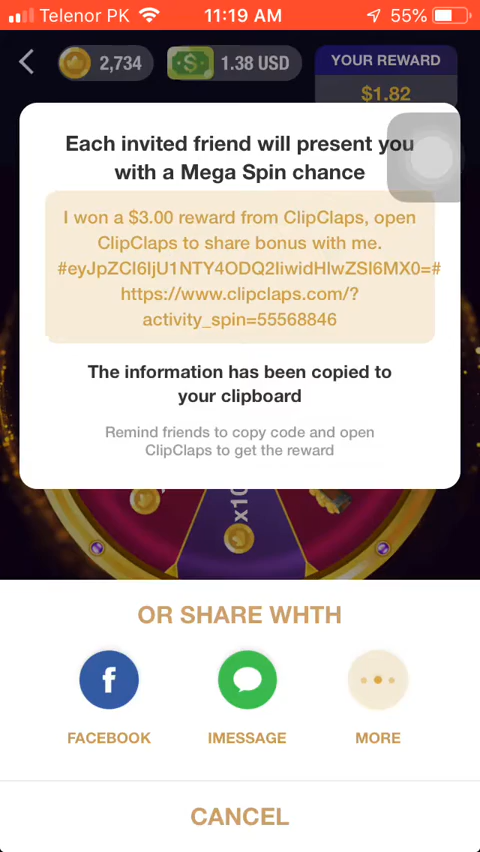 Telenor PK 11:19 AM 55%
2,734 1.38 USD YOUR REWARD
$1.82
Each invited friend will present you
with a Mega Spin chance
I won a $3.00 reward from ClipClaps, open
ClipClaps to share bonus with me.
#eyJpZCI6IjU1NTY4ODQ2IiwidHlwZSI6MX0=#
https://www.clipclaps.com/?
activity_spin=55568846
The information has been copied to
your clipboard
Remind friends to copy code and open
ClipClaps to get the reward
OR SHARE WHTH
FACEBOOK IMESSAGE MORE
CANCEL